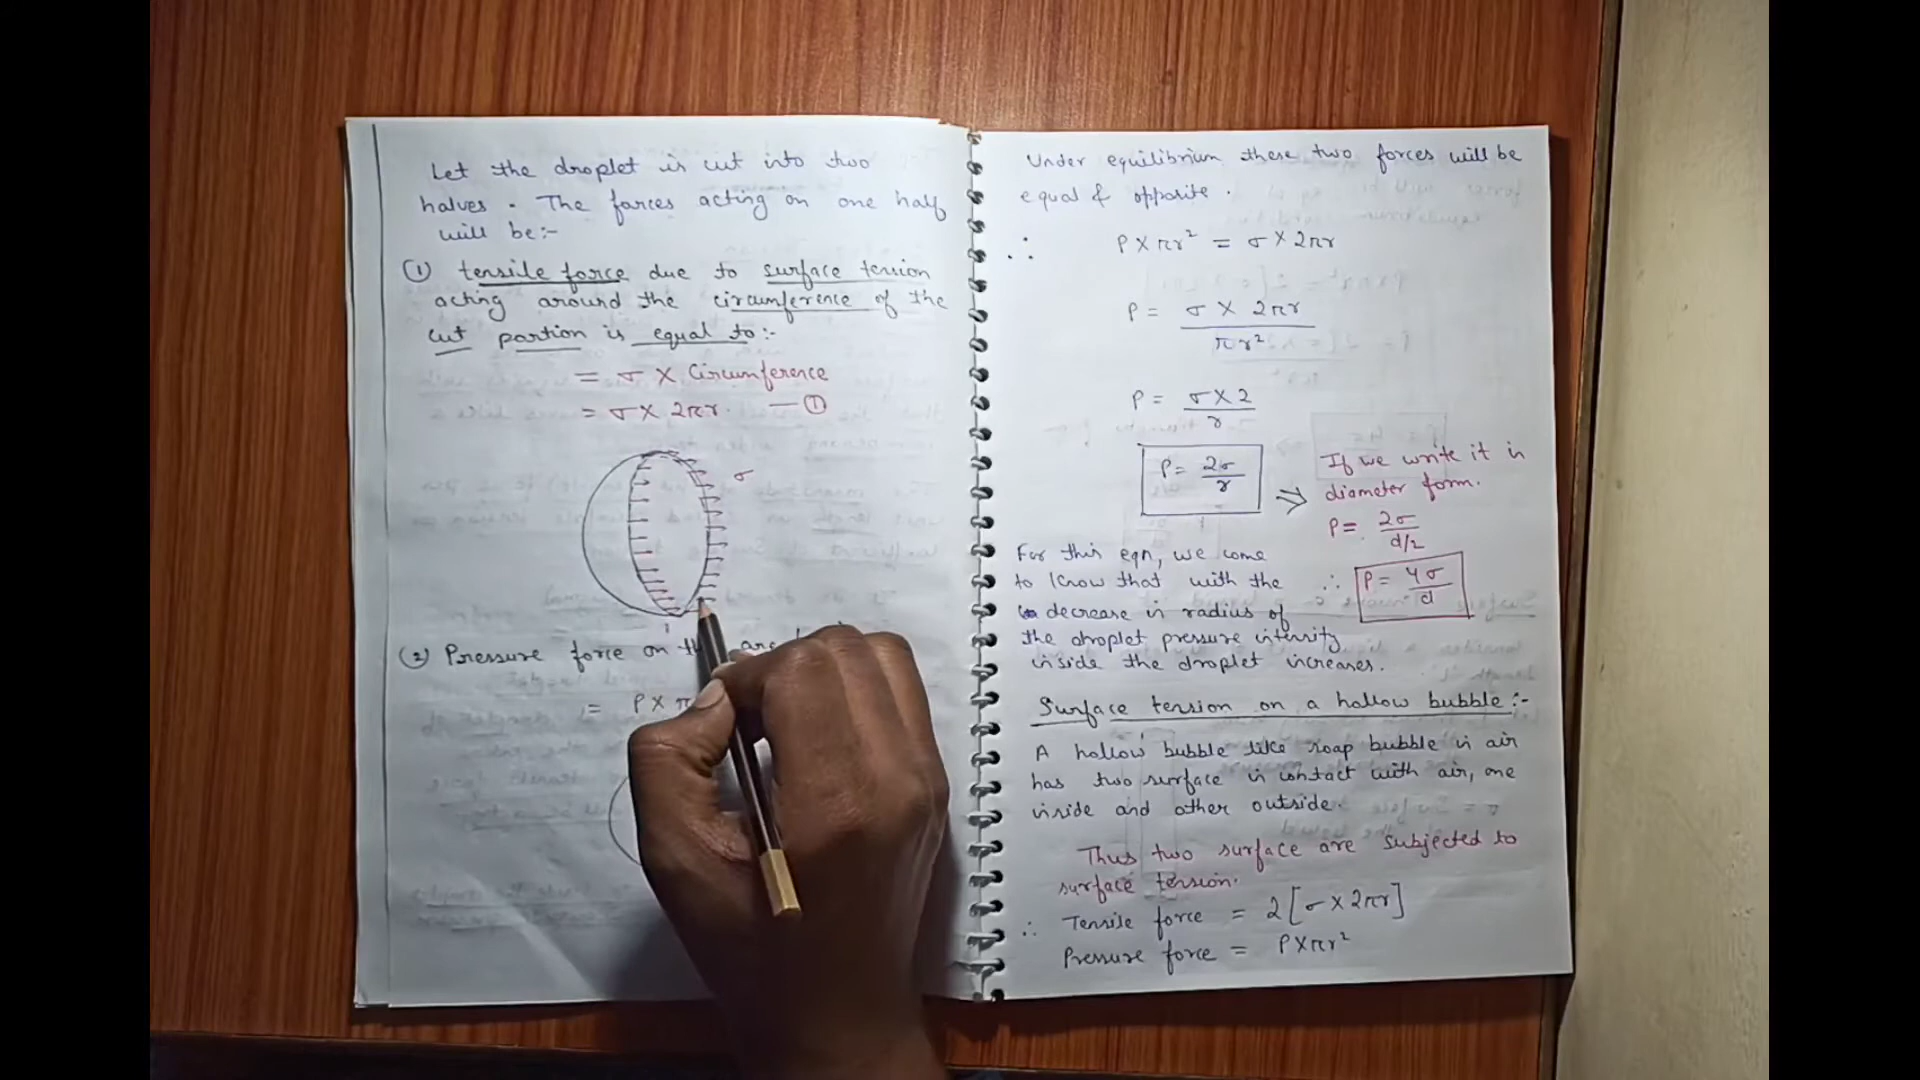 Let the droplet is cut into two
halves. The forces acting on one half
will be:-
① tensile force due to surface tension
acting around the circumference of the
cut portion is equal to:-
= σ × Circumference
= σ × 2πr. — ①
σ
(2) Pressure force on
= P × π
Under equilibrium these two forces will be
equal & opposite.
∴ P × πr² = σ × 2πr
P = σ × 2πr
πr²
P = σ × 2
r
P = 2σ
r
⇒
If we write it in
diameter form.
P = 2σ
d/2
∴ P = 4σ
d
For this eqn, we come
to know that with the
decrease in radius of
the droplet pressure intensity
inside the droplet increases.
Surface tension on a hollow bubble:-
A hollow bubble like soap bubble in air
has two surface in contact with air, one
inside and other outside.
Thus two surface are subjected to
surface tension.
∴ Tensile force = 2[σ × 2πr]
Pressure force = P × πr²